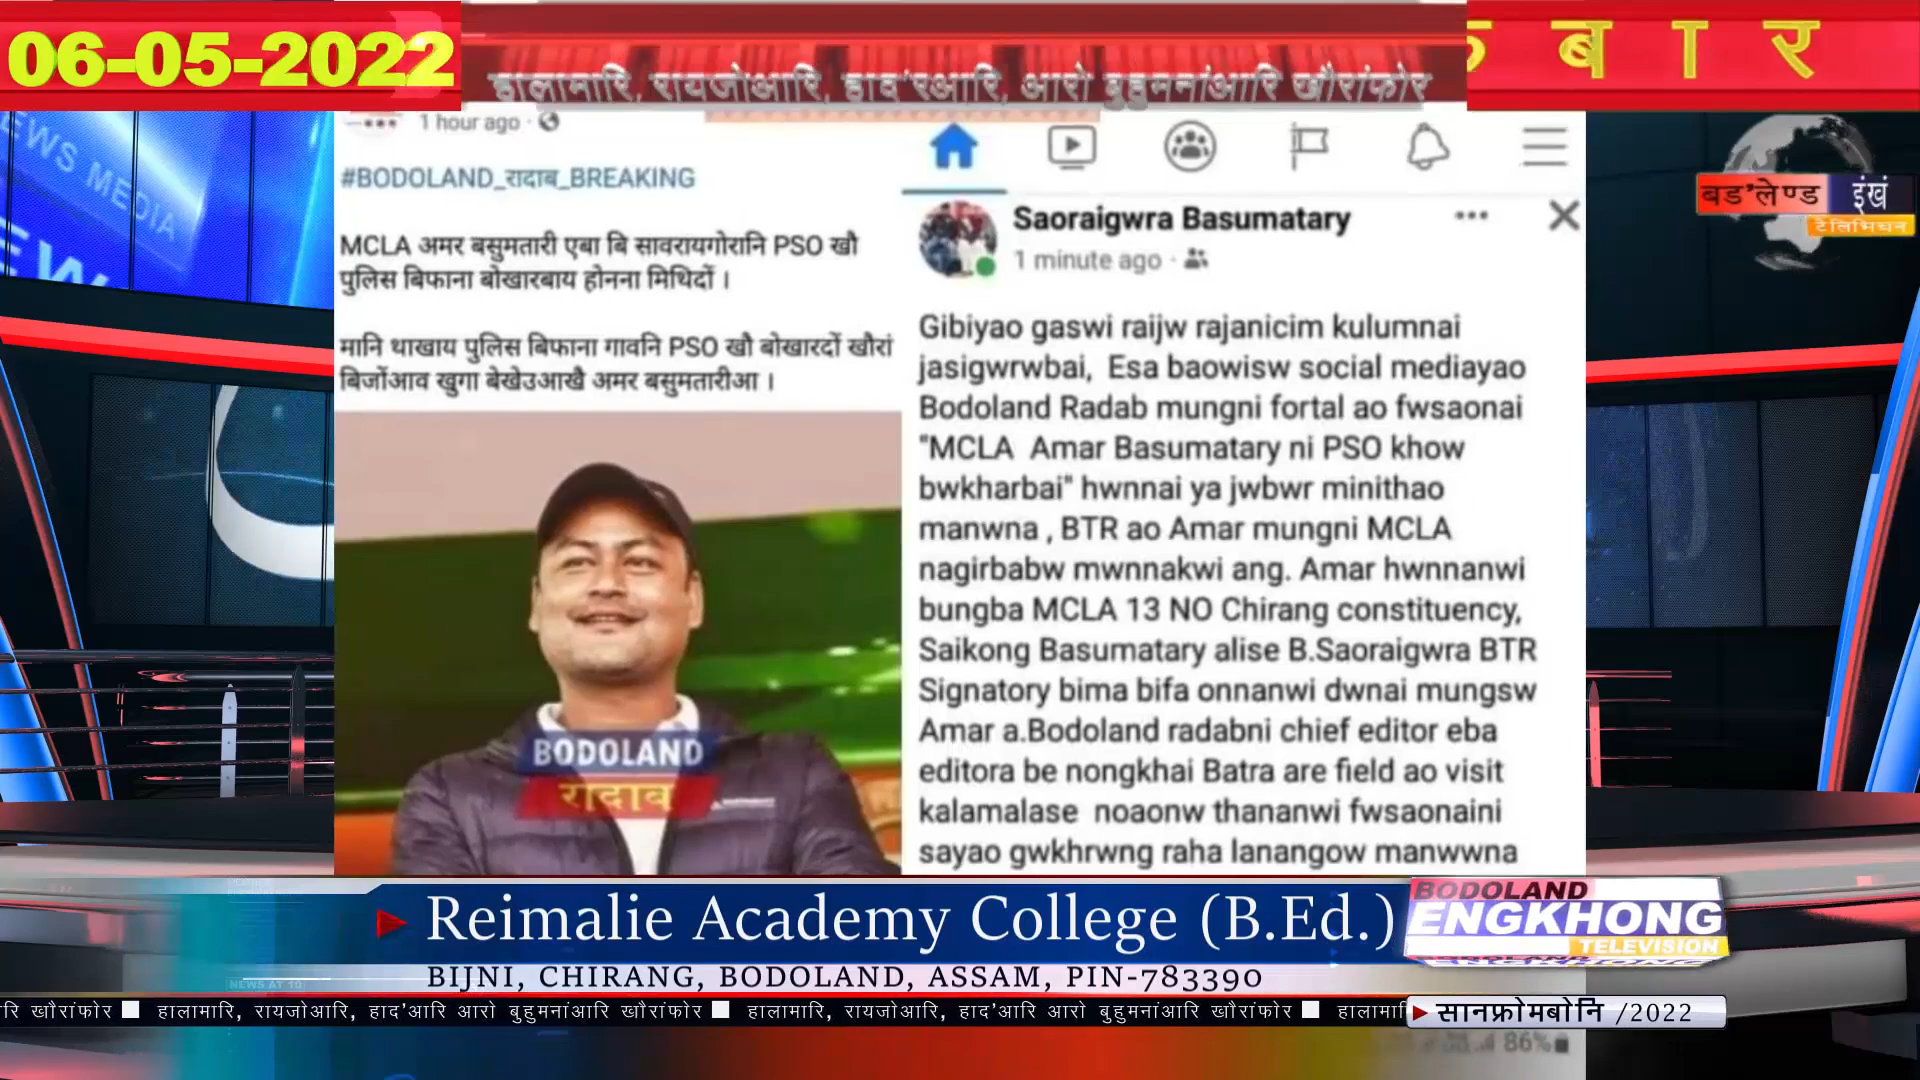 06-05-2022
हालामारि, रायजोआरि, हाद'रआरि, आरो बुहुमनांआरि खौरांफोर
बार
NEWS MEDIA
बड'लेण्ड इंखं
टेलिभिथन
1 hour ago ·
#BODOLAND_रादाब_BREAKING
MCLA अमर बसुमतारी एबा बि सावरायगोरानि PSO खौ
पुलिस बिफाना बोखारबाय होनना मिथिदों ।
मानि थाखाय पुलिस बिफाना गावनि PSO खौ बोखारदों खौरां
बिजोंआव खुगा बेखेउआखै अमर बसुमतारीआ ।
BODOLAND
रादाब
Saoraigwra Basumatary
1 minute ago ·
Gibiyao gaswi raijw rajanicim kulumnai
jasigwrwbai, Esa baowisw social mediayao
Bodoland Radab mungni fortal ao fwsaonai
"MCLA Amar Basumatary ni PSO khow
bwkharbai" hwnnai ya jwbwr minithao
manwna , BTR ao Amar mungni MCLA
nagirbabw mwnnakwi ang. Amar hwnnanwi
bungba MCLA 13 NO Chirang constituency,
Saikong Basumatary alise B.Saoraigwra BTR
Signatory bima bifa onnanwi dwnai mungsw
Amar a.Bodoland radabni chief editor eba
editora be nongkhai Batra are field ao visit
kalamalase noaonw thananwi fwsaonaini
sayao gwkhrwng raha lanangow manwwna
Reimalie Academy College (B.Ed.)
BIJNI, CHIRANG, BODOLAND, ASSAM, PIN-783390
BODOLAND
ENGKHONG
TELEVISION
NEWS AT 10
रि खौरांफोर ■ हालामारि, रायजोआरि, हाद'आरि आरो बुहुमनांआरि खौरांफोर ■ हालामारि, रायजोआरि, हाद'आरि आरो बुहुमनांआरि खौरांफोर ■ हालामा
सानफ्रोमबोनि /2022
86%